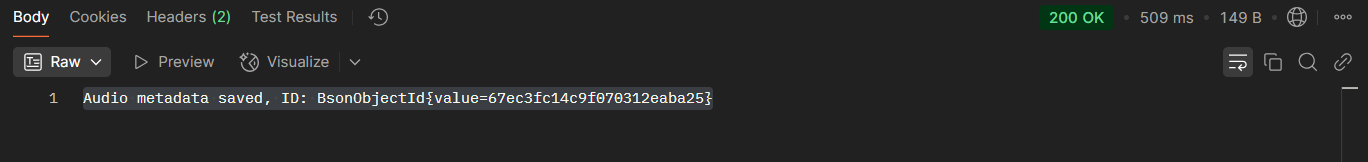 Body Cookies Headers (2) Test Results 200 OK • 509 ms • 149 B •
Raw Preview Visualize
1 Audio metadata saved, ID: BsonObjectId{value=67ec3fc14c9f070312eaba25}